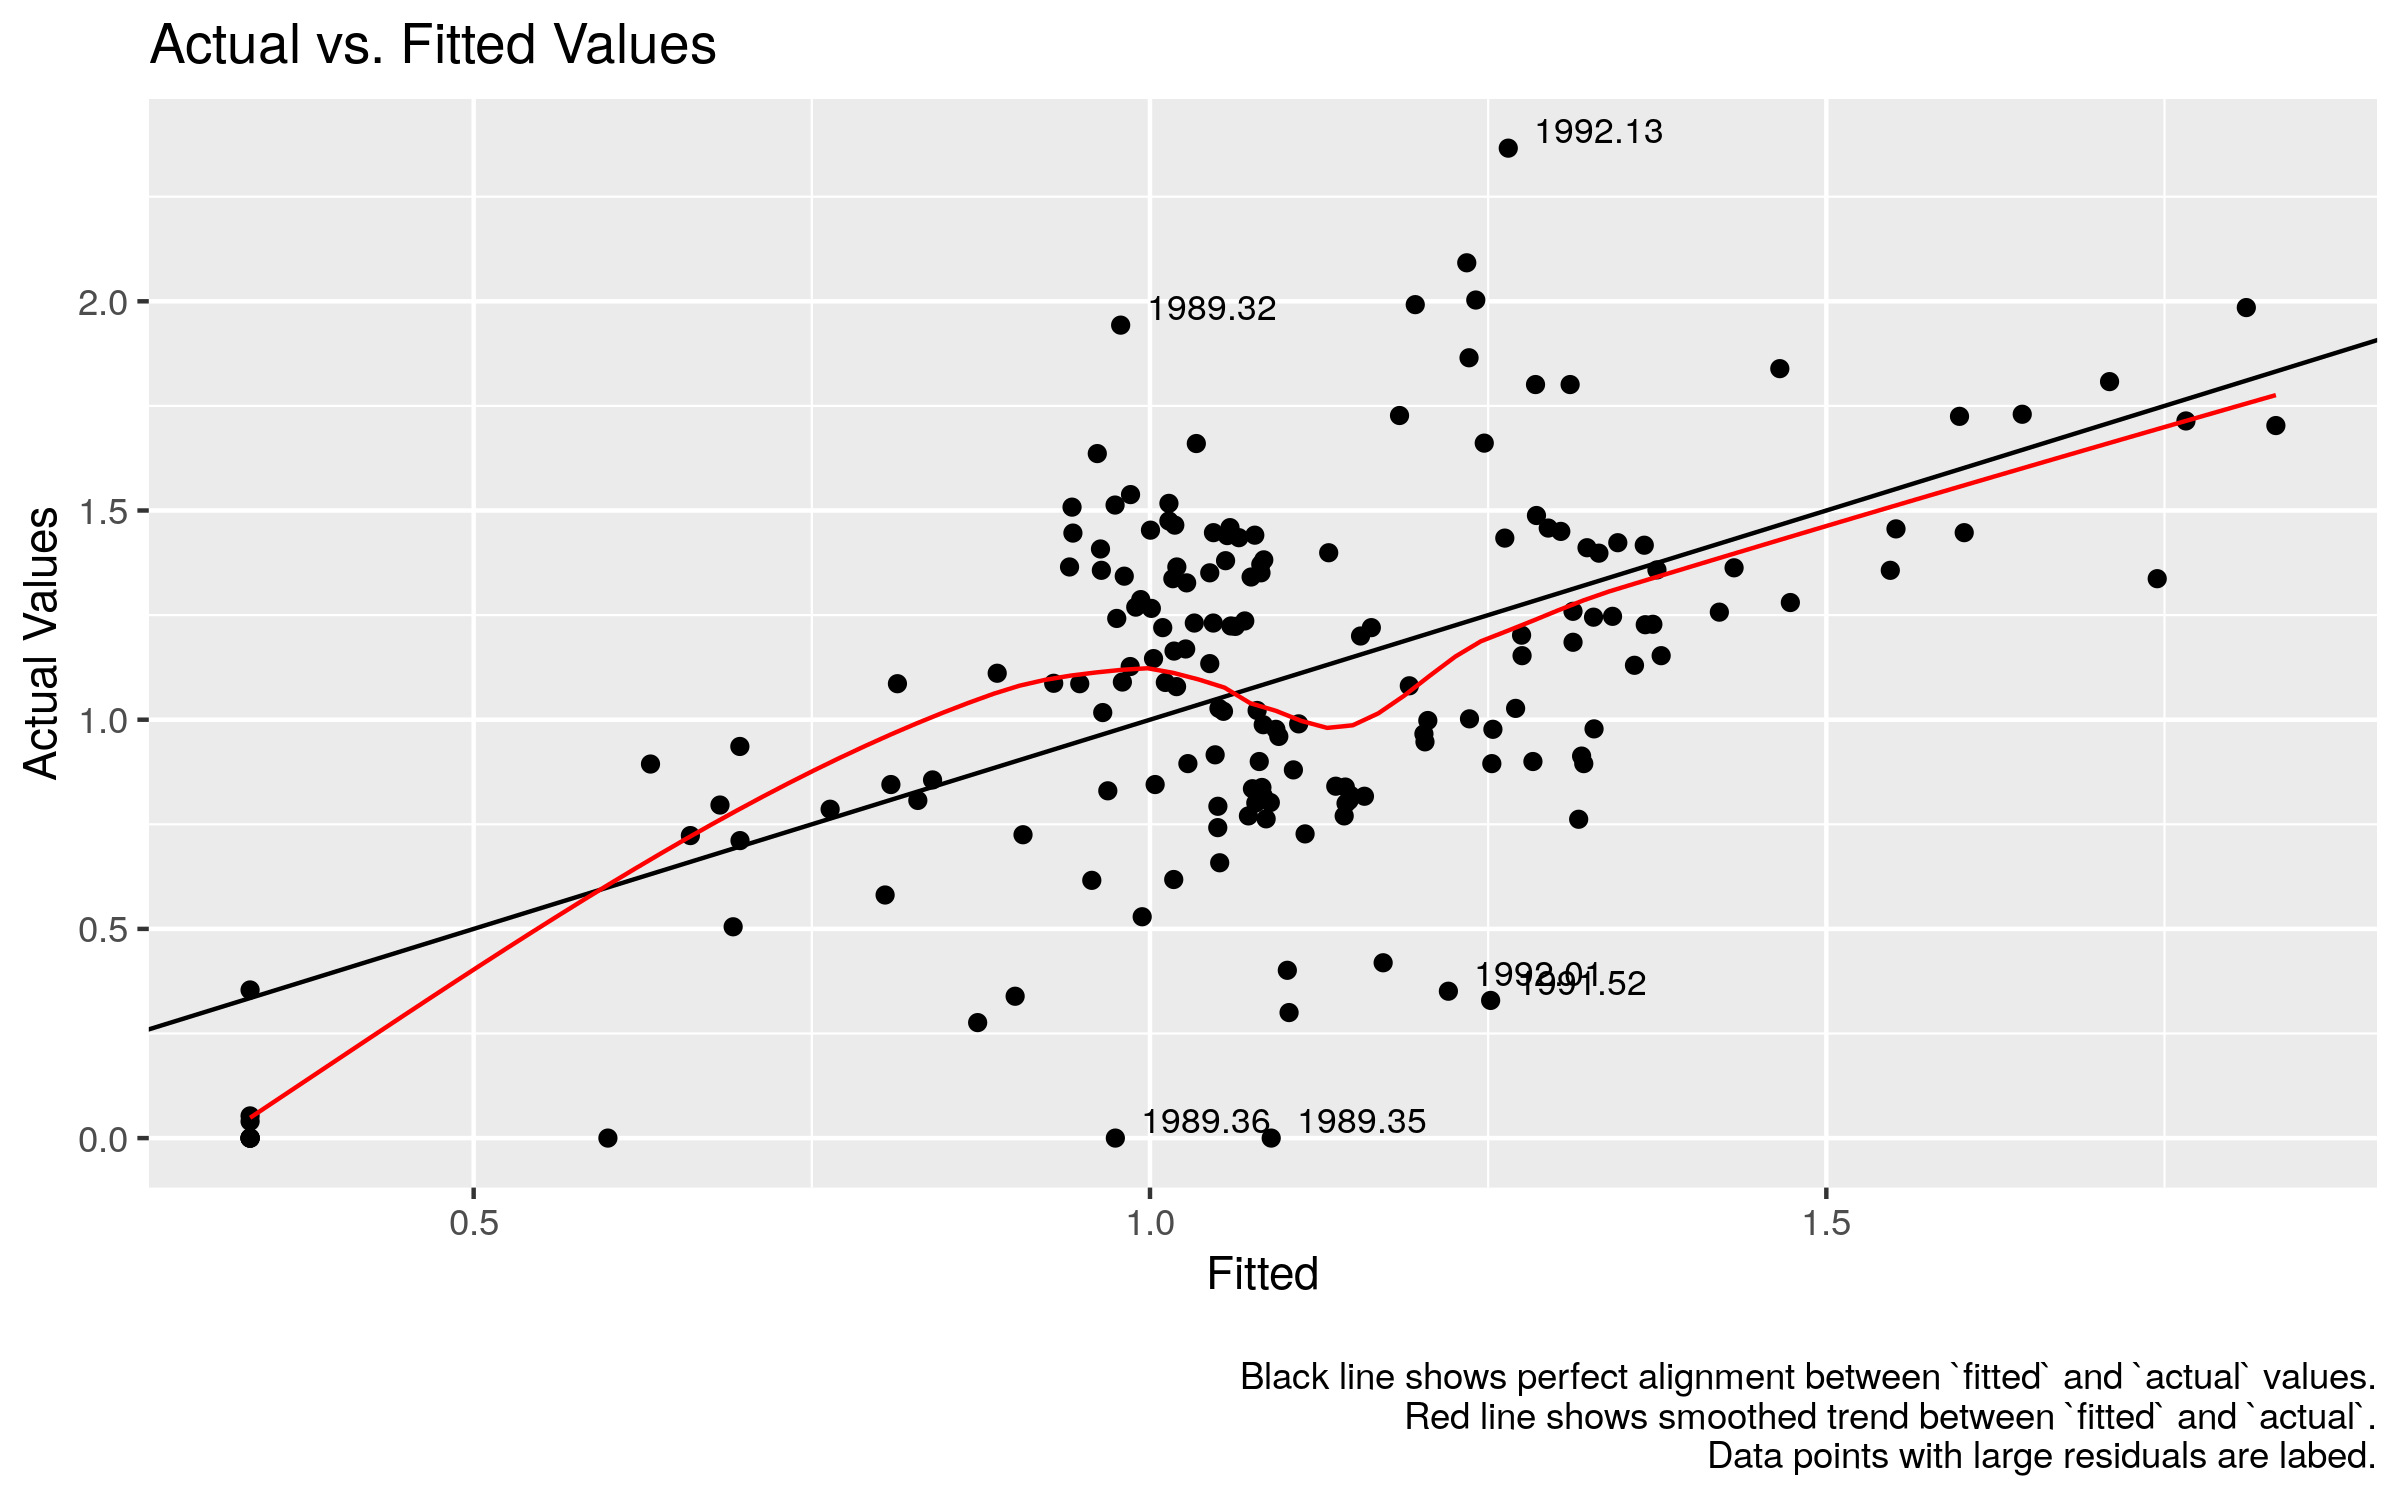 Actual vs. Fitted Values
1992.13
1989.32
1992.01
1991.52
1989.36
1989.35
2.0
1.5
1.0
0.5
0.0
Actual Values
0.5
1.0
1.5
Fitted
Black line shows perfect alignment between `fitted` and `actual` values.
Red line shows smoothed trend between `fitted` and `actual`.
Data points with large residuals are labed.